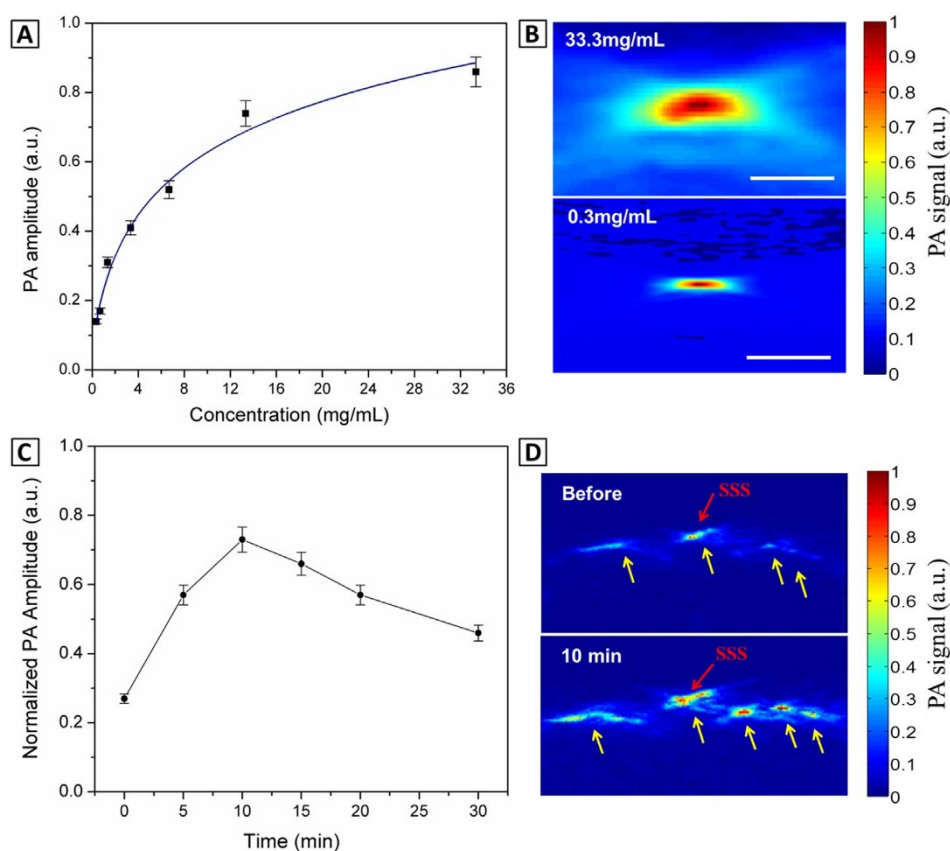 A
1.0
0.8
0.6
0.4
0.2
0.0
PA amplitude (a.u.)
0 4 8 12 16 20 24 28 32 36
Concentration (mg/mL)
B
33.3mg/mL
0.3mg/mL
1
0.9
0.8
0.7
0.6
0.5
0.4
0.3
0.2
0.1
0
PA signal (a.u.)
C
1.0
0.8
0.6
0.4
0.2
0.0
Normalized PA Amplitude (a.u.)
0 5 10 15 20 25 30
Time (min)
D
Before
SSS
10 min
SSS
1
0.9
0.8
0.7
0.6
0.5
0.4
0.3
0.2
0.1
0
PA signal (a.u.)